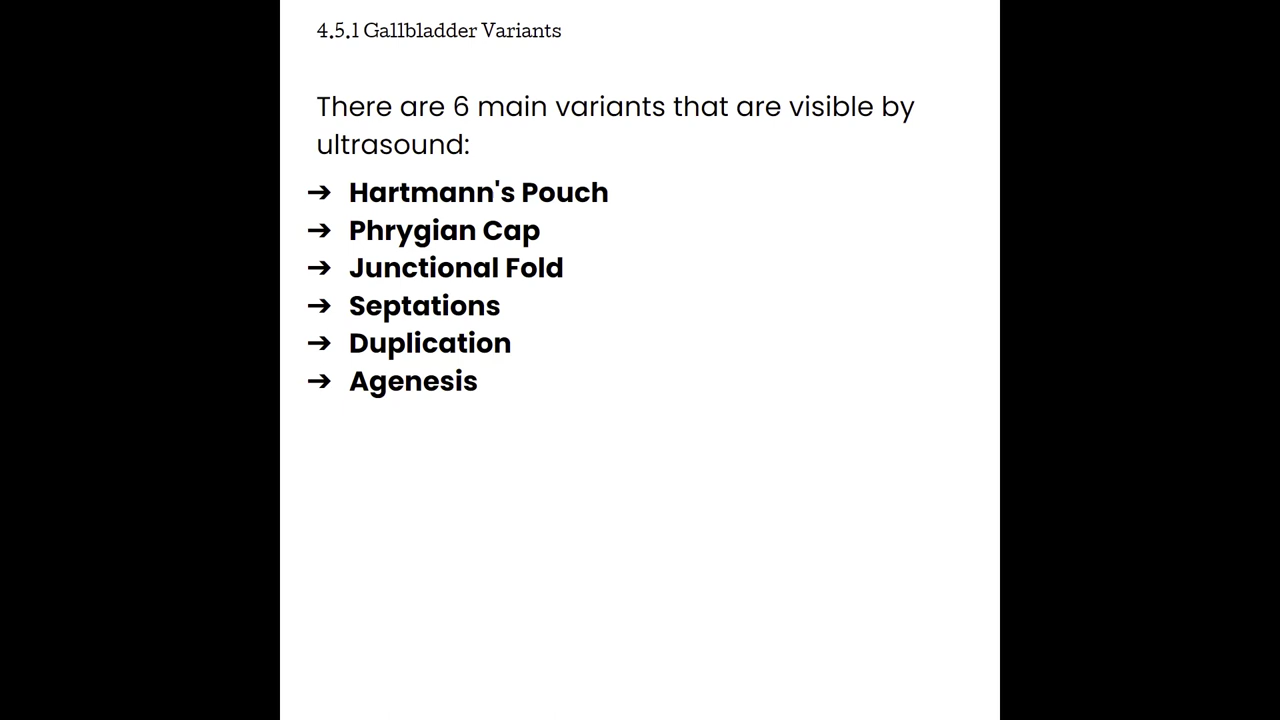 4.5.1 Gallbladder Variants
There are 6 main variants that are visible by
ultrasound:
➔ Hartmann's Pouch
➔ Phrygian Cap
➔ Junctional Fold
➔ Septations
➔ Duplication
➔ Agenesis